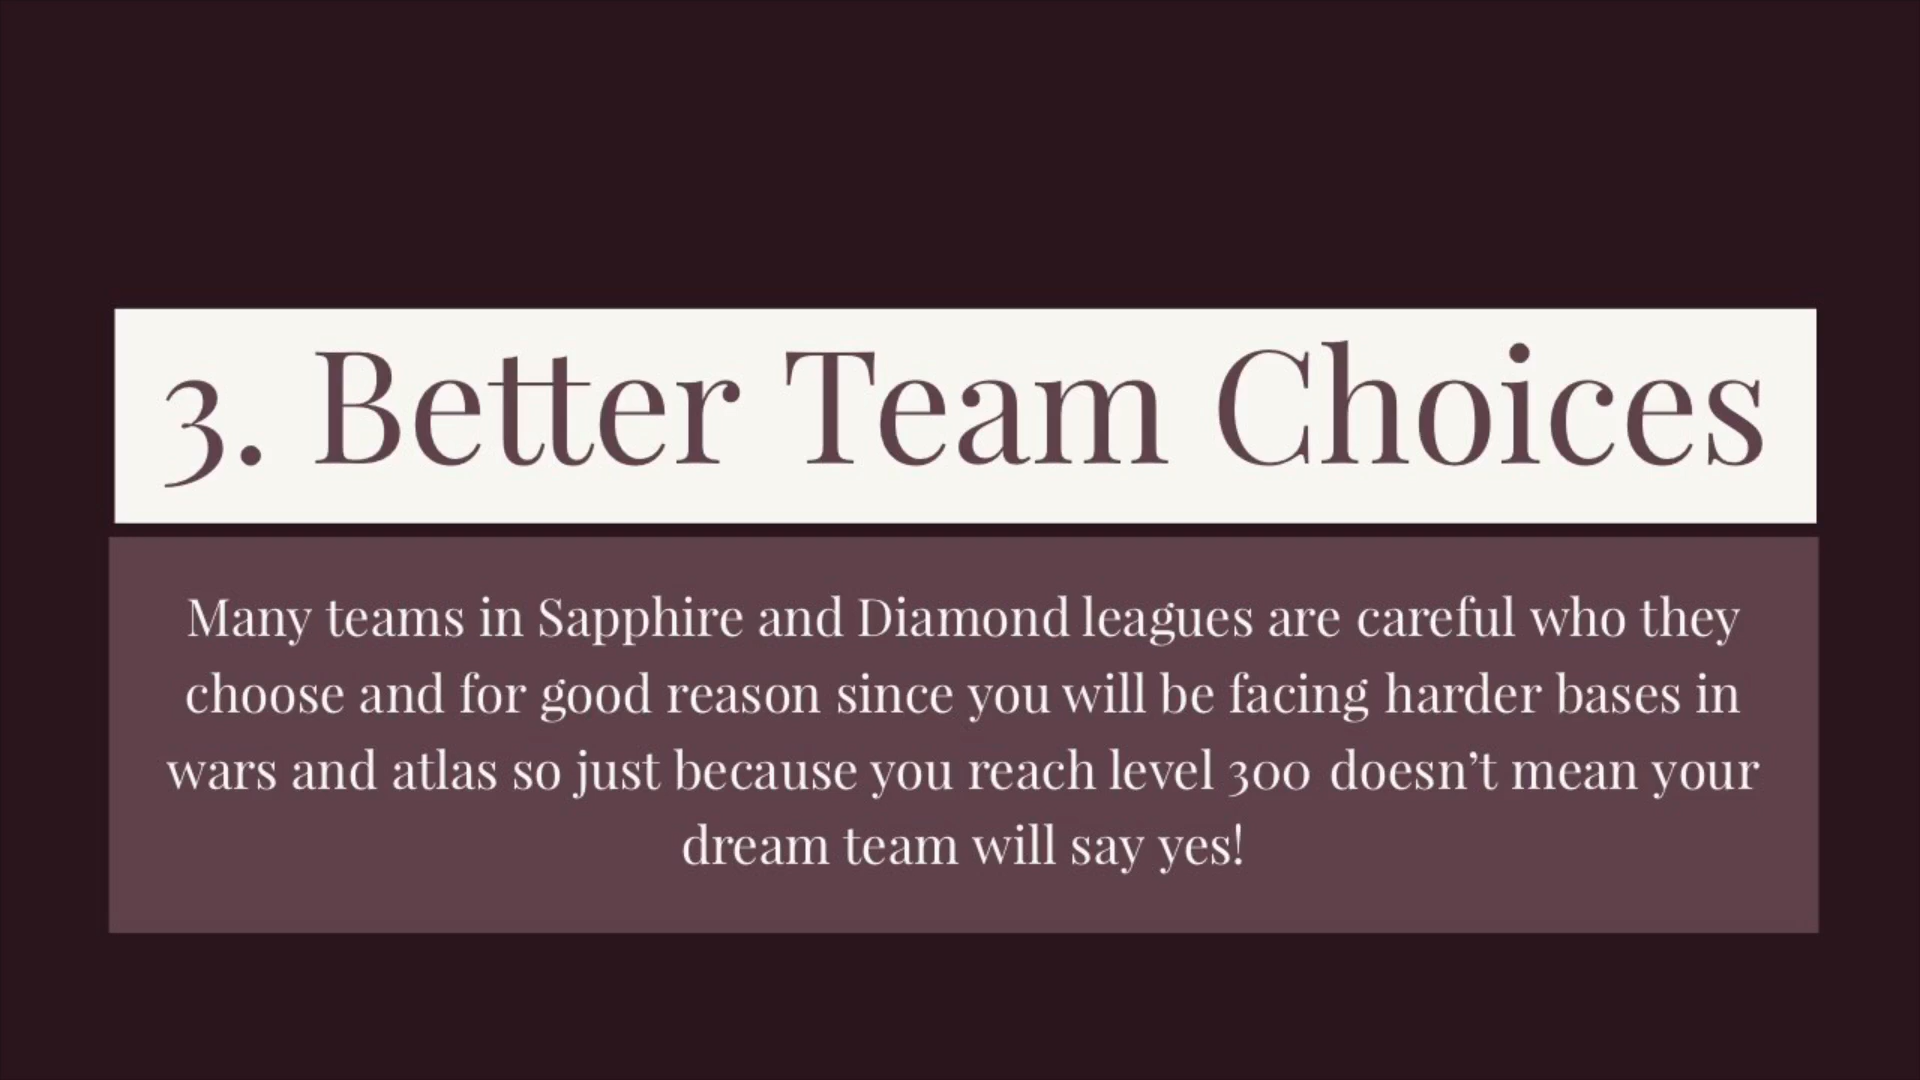 3. Better Team Choices
Many teams in Sapphire and Diamond leagues are careful who they
choose and for good reason since you will be facing harder bases in
wars and atlas so just because you reach level 300 doesn’t mean your
dream team will say yes!